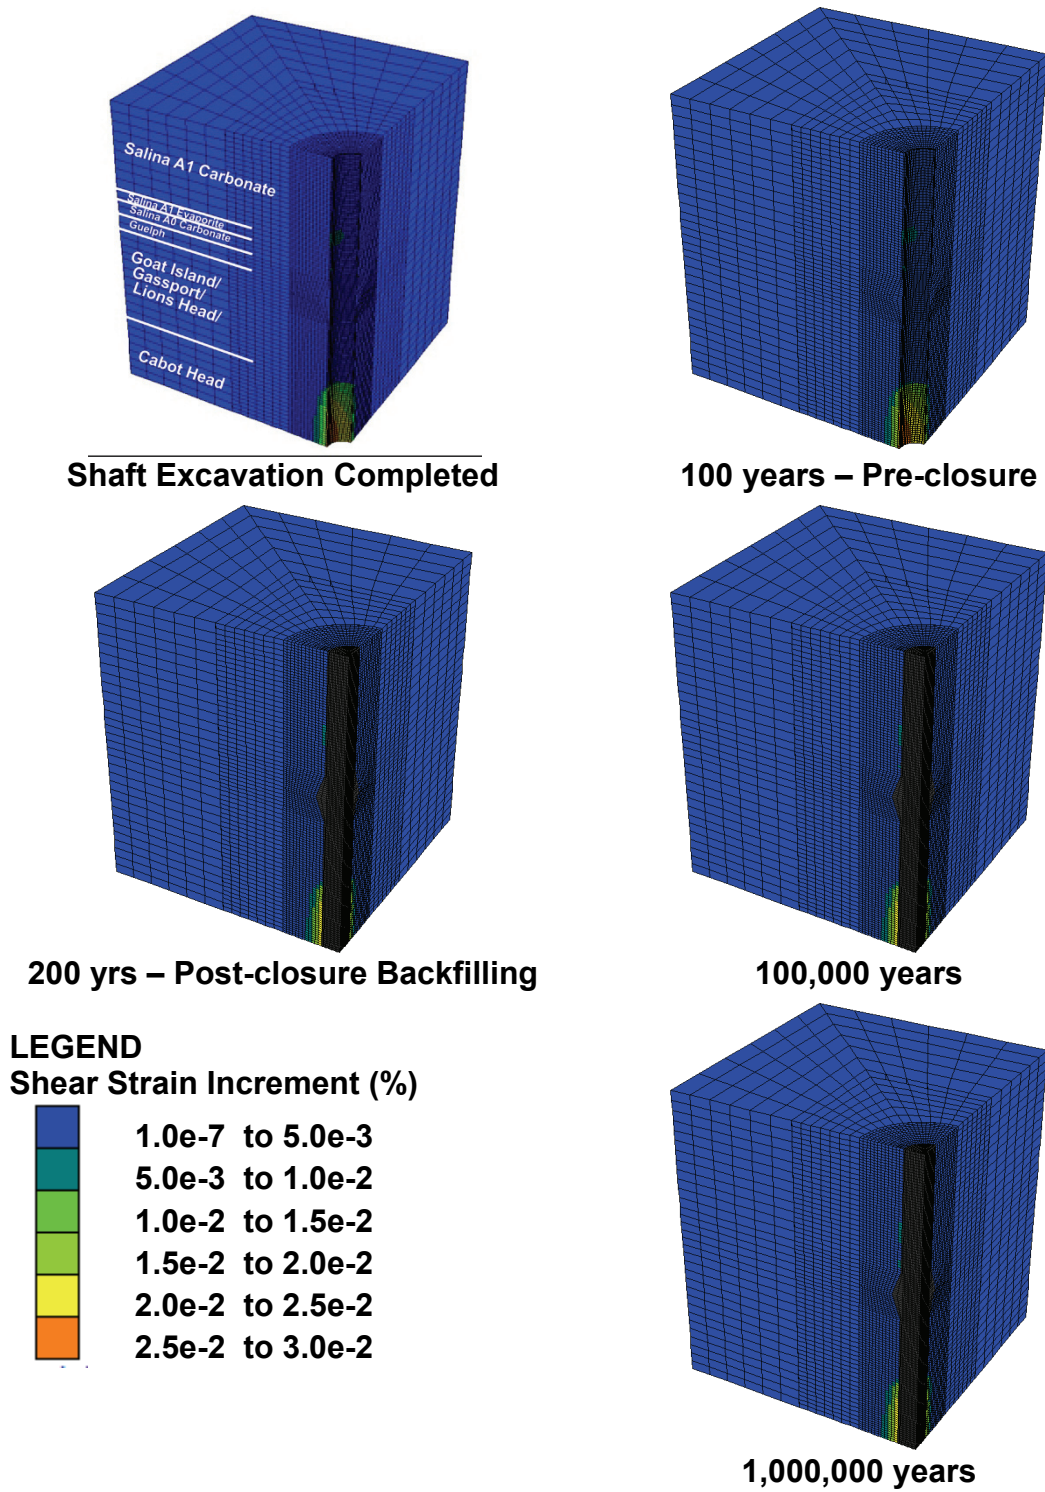 Salina A1 Carbonate
Salina A1 Evaporite
Salina A0 Carbonate
Guelph
Goat Island/
Gassport/
Lions Head/
Cabot Head
Shaft Excavation Completed
100 years – Pre-closure
200 yrs – Post-closure Backfilling
100,000 years
LEGEND
Shear Strain Increment (%)
1.0e-7 to 5.0e-3
5.0e-3 to 1.0e-2
1.0e-2 to 1.5e-2
1.5e-2 to 2.0e-2
2.0e-2 to 2.5e-2
2.5e-2 to 3.0e-2
1,000,000 years